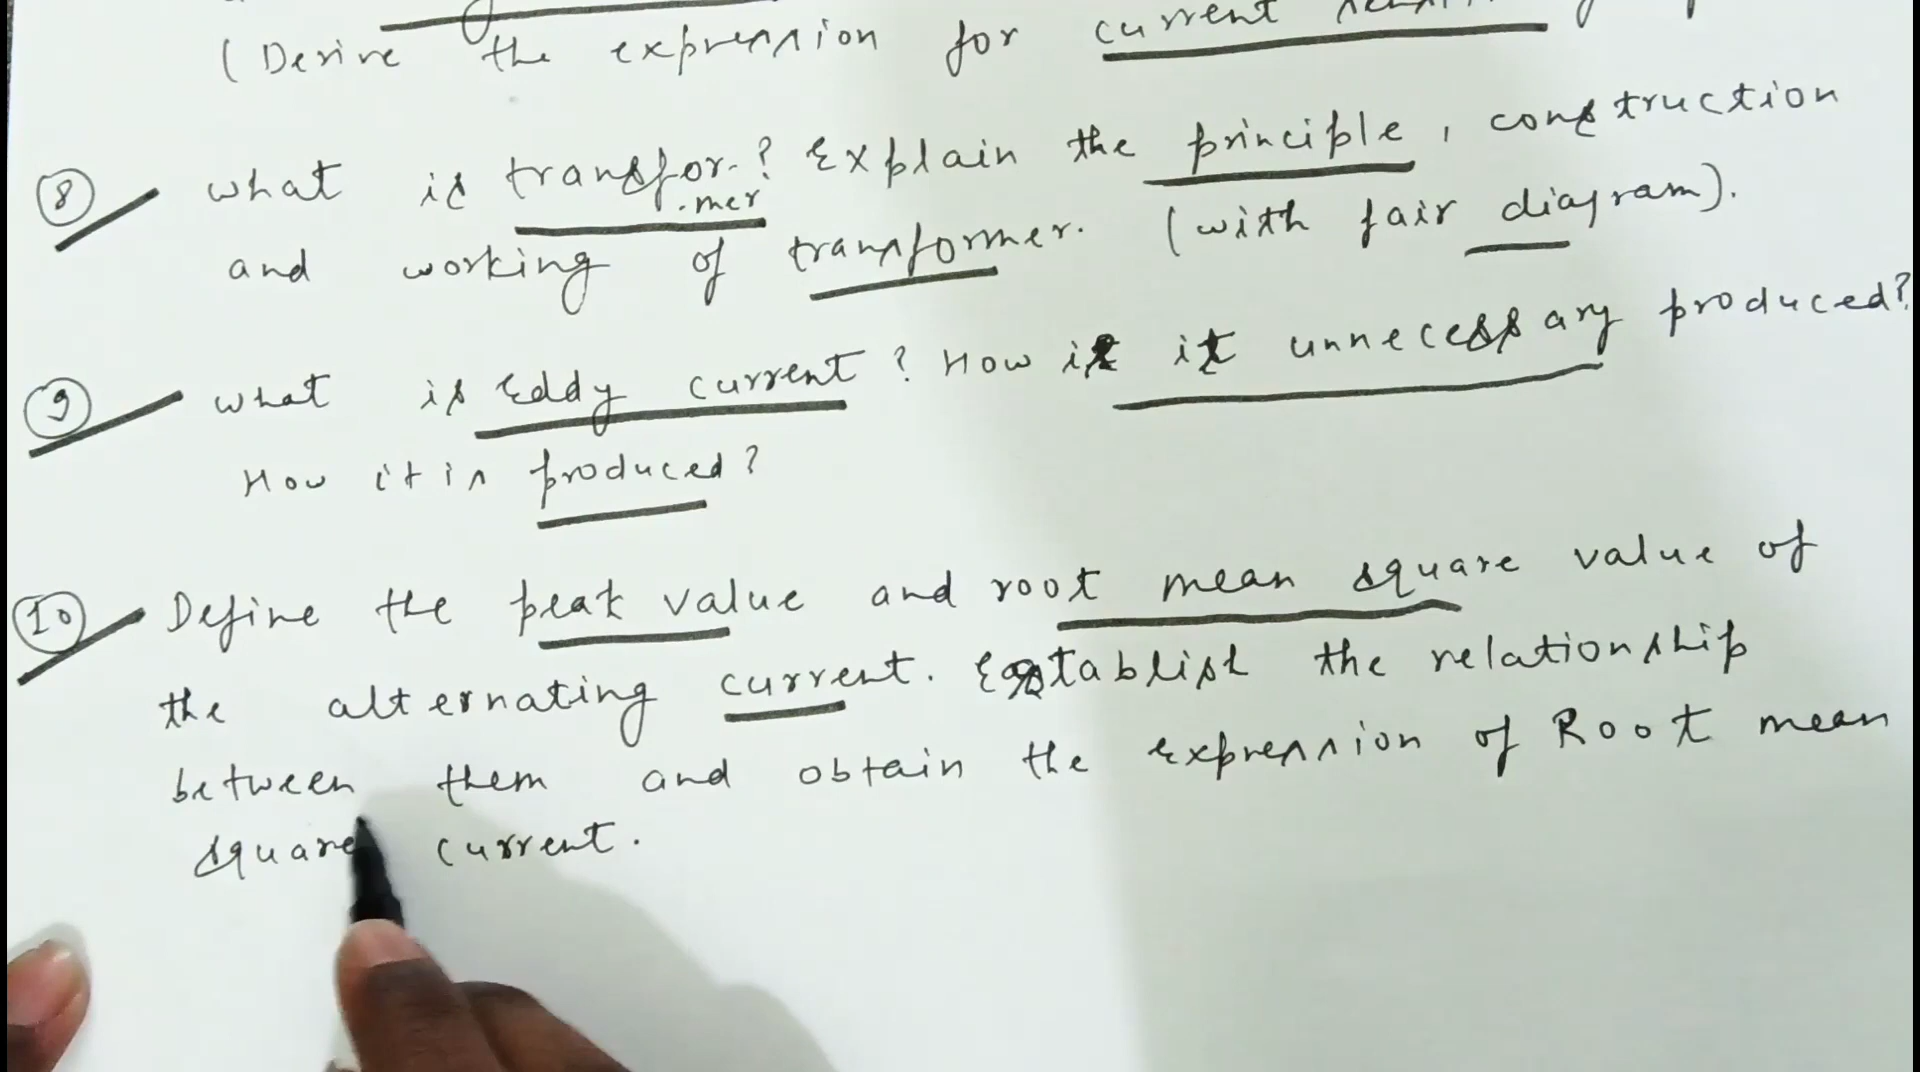 (Derive the expression for current
8 what is transfor-? Explain the principle, construction
-mer
and working of transformer. (with fair diagram).
9 what is Eddy current? How is it unnecessary produced?
How it is produced?
10 Define the peak value and root mean square value of
the alternating current. Establish the relationship
between them and obtain the expression of Root mean
square current.